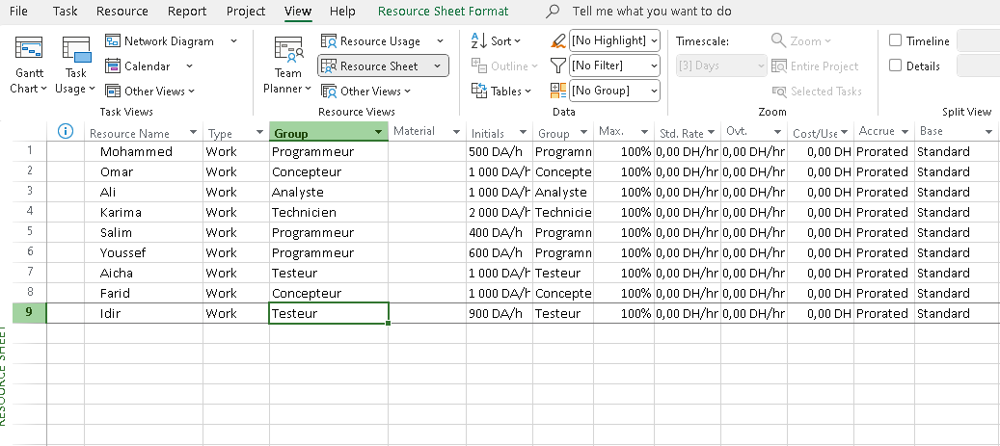 File Task Resource Report Project View Help Resource Sheet Format Tell me what you want to do
Gantt Chart
Task Usage
Network Diagram
Calendar
Other Views
Task Views
Team Planner
Resource Usage
Resource Sheet
Other Views
Resource Views
Sort
Outline
Tables
[No Highlight]
[No Filter]
[No Group]
Data
Timescale:
[3] Days
Zoom
Entire Project
Selected Tasks
Zoom
Timeline
Details
Split View
Resource Name Type Group Material Initials Group Max. Std. Rate Ovt. Cost/Use Accrue Base
1 Mohammed Work Programmeur 500 DA/h Programn 100% 0,00 DH/hr 0,00 DH/hr 0,00 DH Prorated Standard
2 Omar Work Concepteur 1 000 DA/h Concepte 100% 0,00 DH/hr 0,00 DH/hr 0,00 DH Prorated Standard
3 Ali Work Analyste 1 000 DA/h Analyste 100% 0,00 DH/hr 0,00 DH/hr 0,00 DH Prorated Standard
4 Karima Work Technicien 2 000 DA/h Technicie 100% 0,00 DH/hr 0,00 DH/hr 0,00 DH Prorated Standard
5 Salim Work Programmeur 400 DA/h Programn 100% 0,00 DH/hr 0,00 DH/hr 0,00 DH Prorated Standard
6 Youssef Work Programmeur 600 DA/h Programn 100% 0,00 DH/hr 0,00 DH/hr 0,00 DH Prorated Standard
7 Aicha Work Testeur 1 000 DA/h Testeur 100% 0,00 DH/hr 0,00 DH/hr 0,00 DH Prorated Standard
8 Farid Work Concepteur 1 000 DA/h Concepte 100% 0,00 DH/hr 0,00 DH/hr 0,00 DH Prorated Standard
9 Idir Work Testeur 900 DA/h Testeur 100% 0,00 DH/hr 0,00 DH/hr 0,00 DH Prorated Standard
RESOURCE SHEET